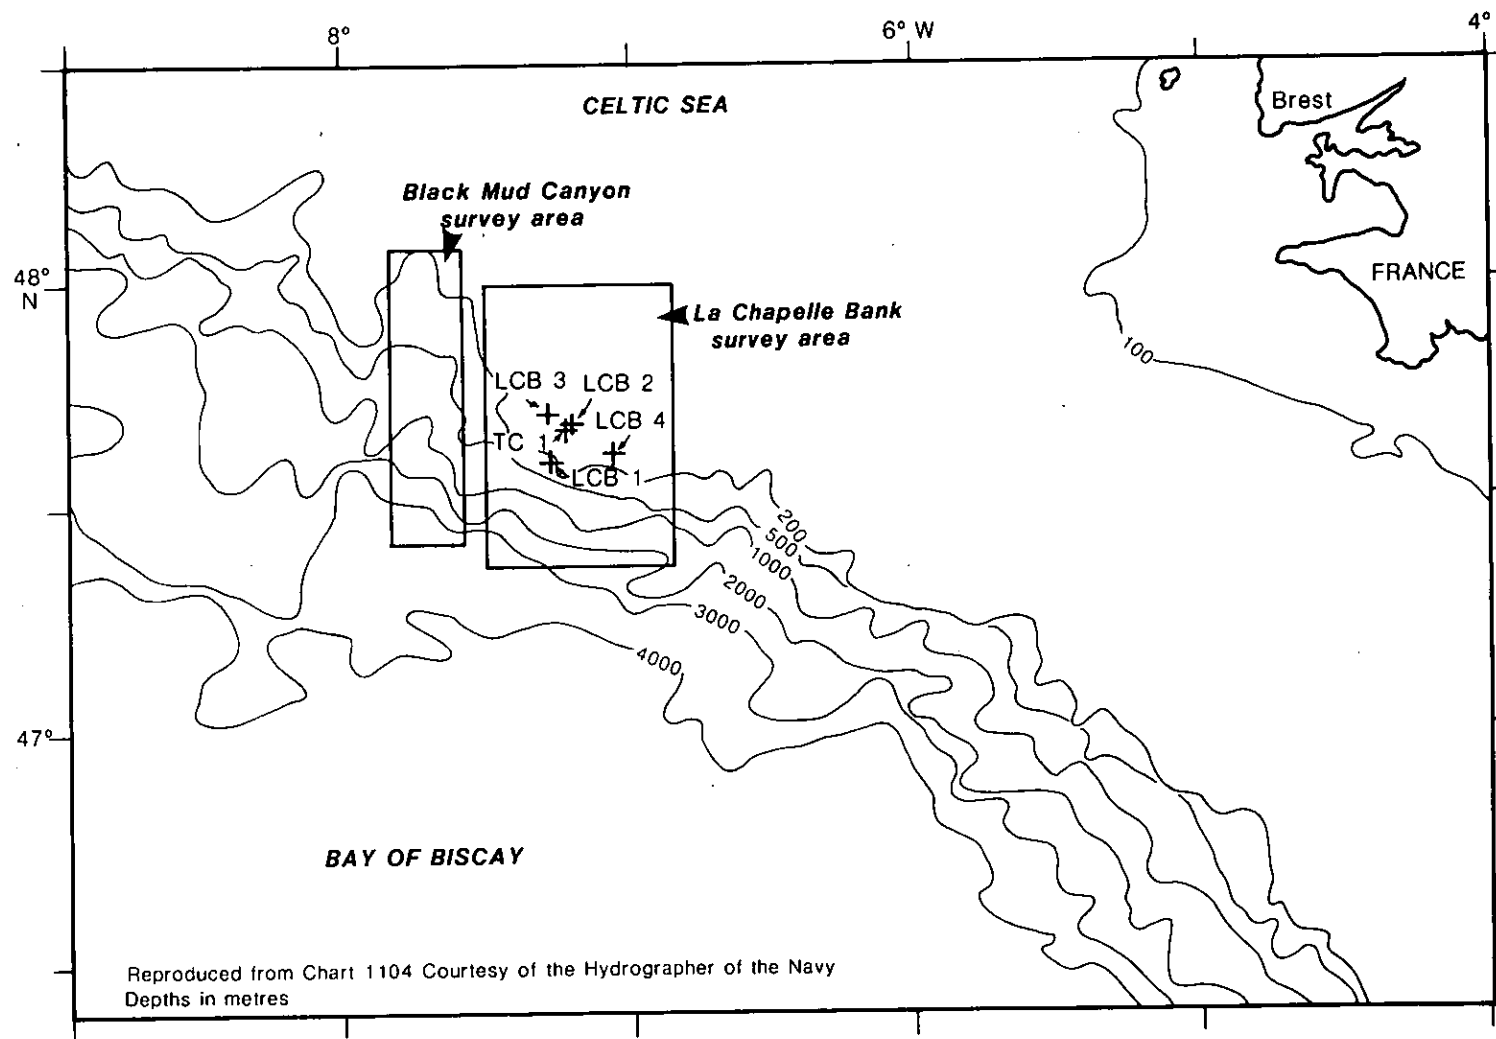 8°
6° W
4°
CELTIC SEA
Brest
Black Mud Canyon
survey area
48°
N
FRANCE
La Chapelle Bank
survey area
100
LCB 3
LCB 2
LCB 4
TC 1
LCB 1
200
500
1000
2000
3000
4000
47°
BAY OF BISCAY
Reproduced from Chart 1104 Courtesy of the Hydrographer of the Navy
Depths in metres